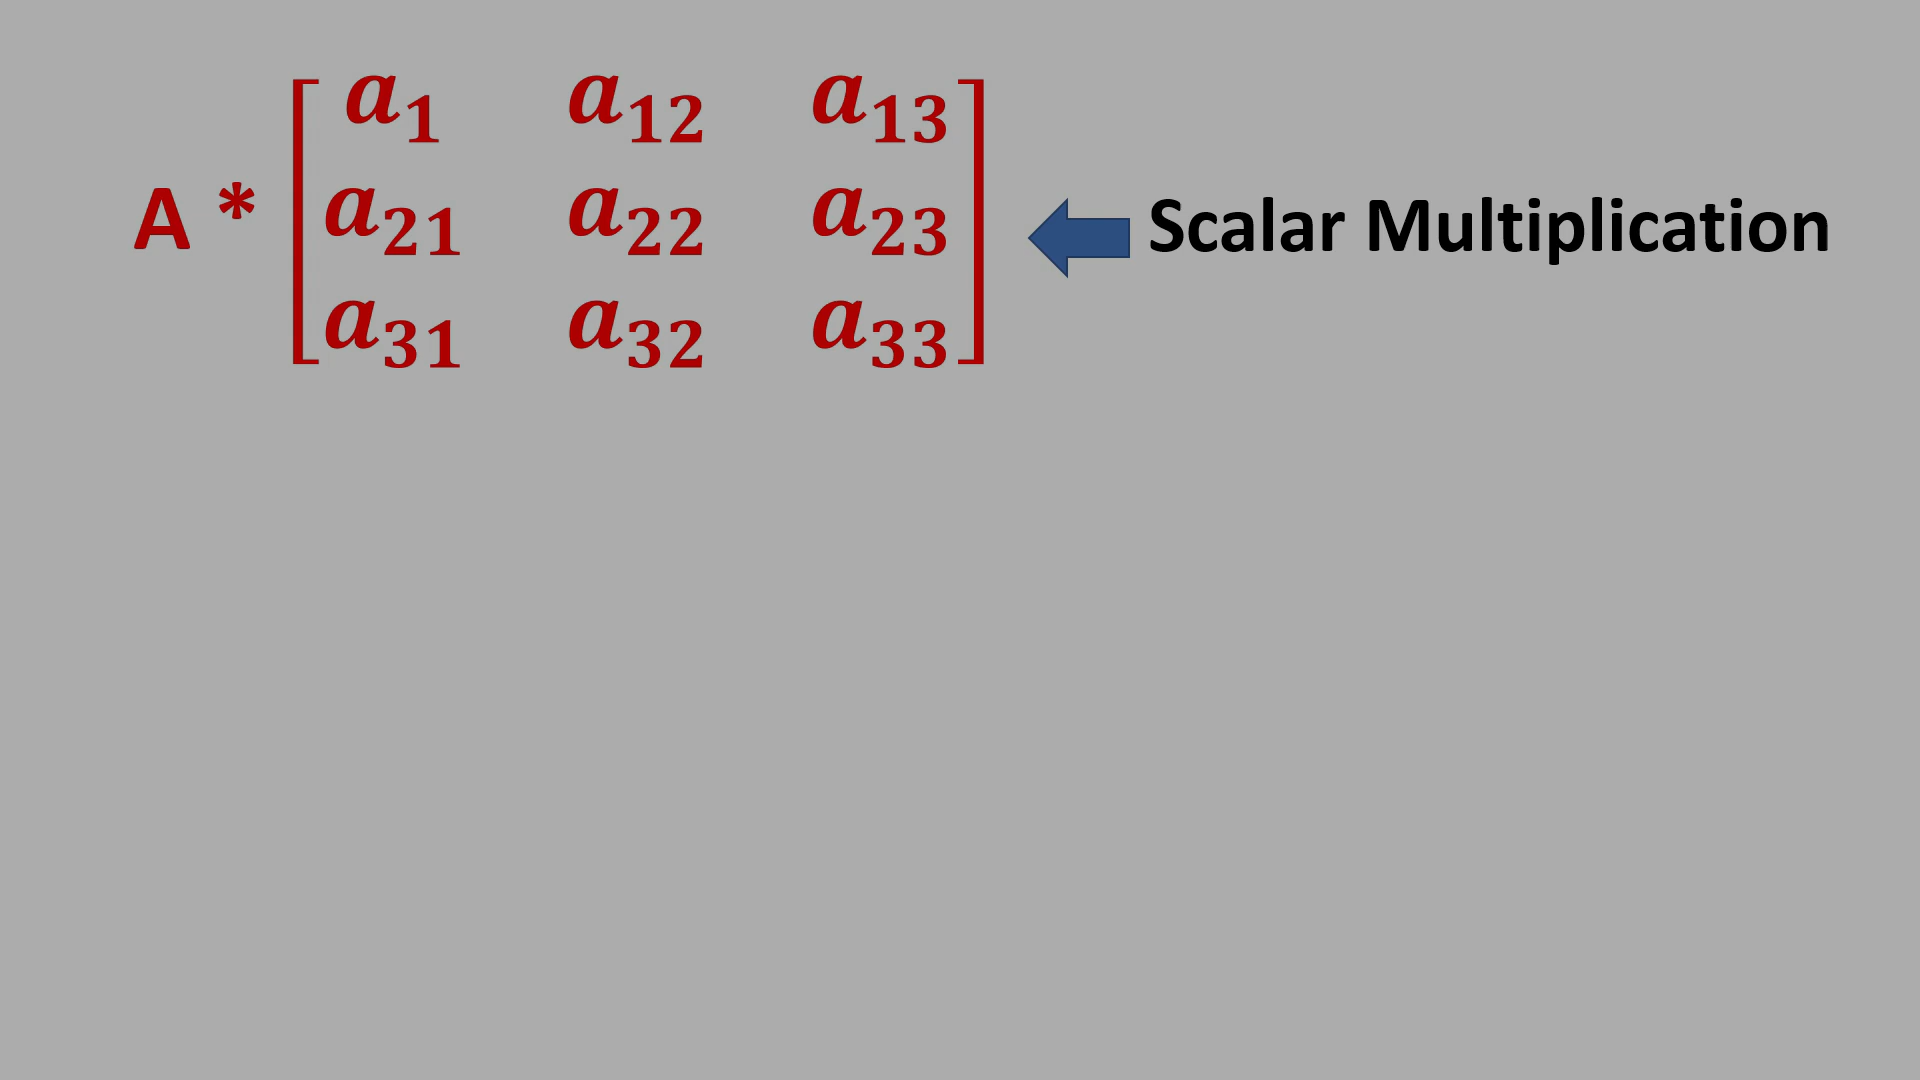 a₁ a₁₂ a₁₃
A * a₂₁ a₂₂ a₂₃ Scalar Multiplication
a₃₁ a₃₂ a₃₃